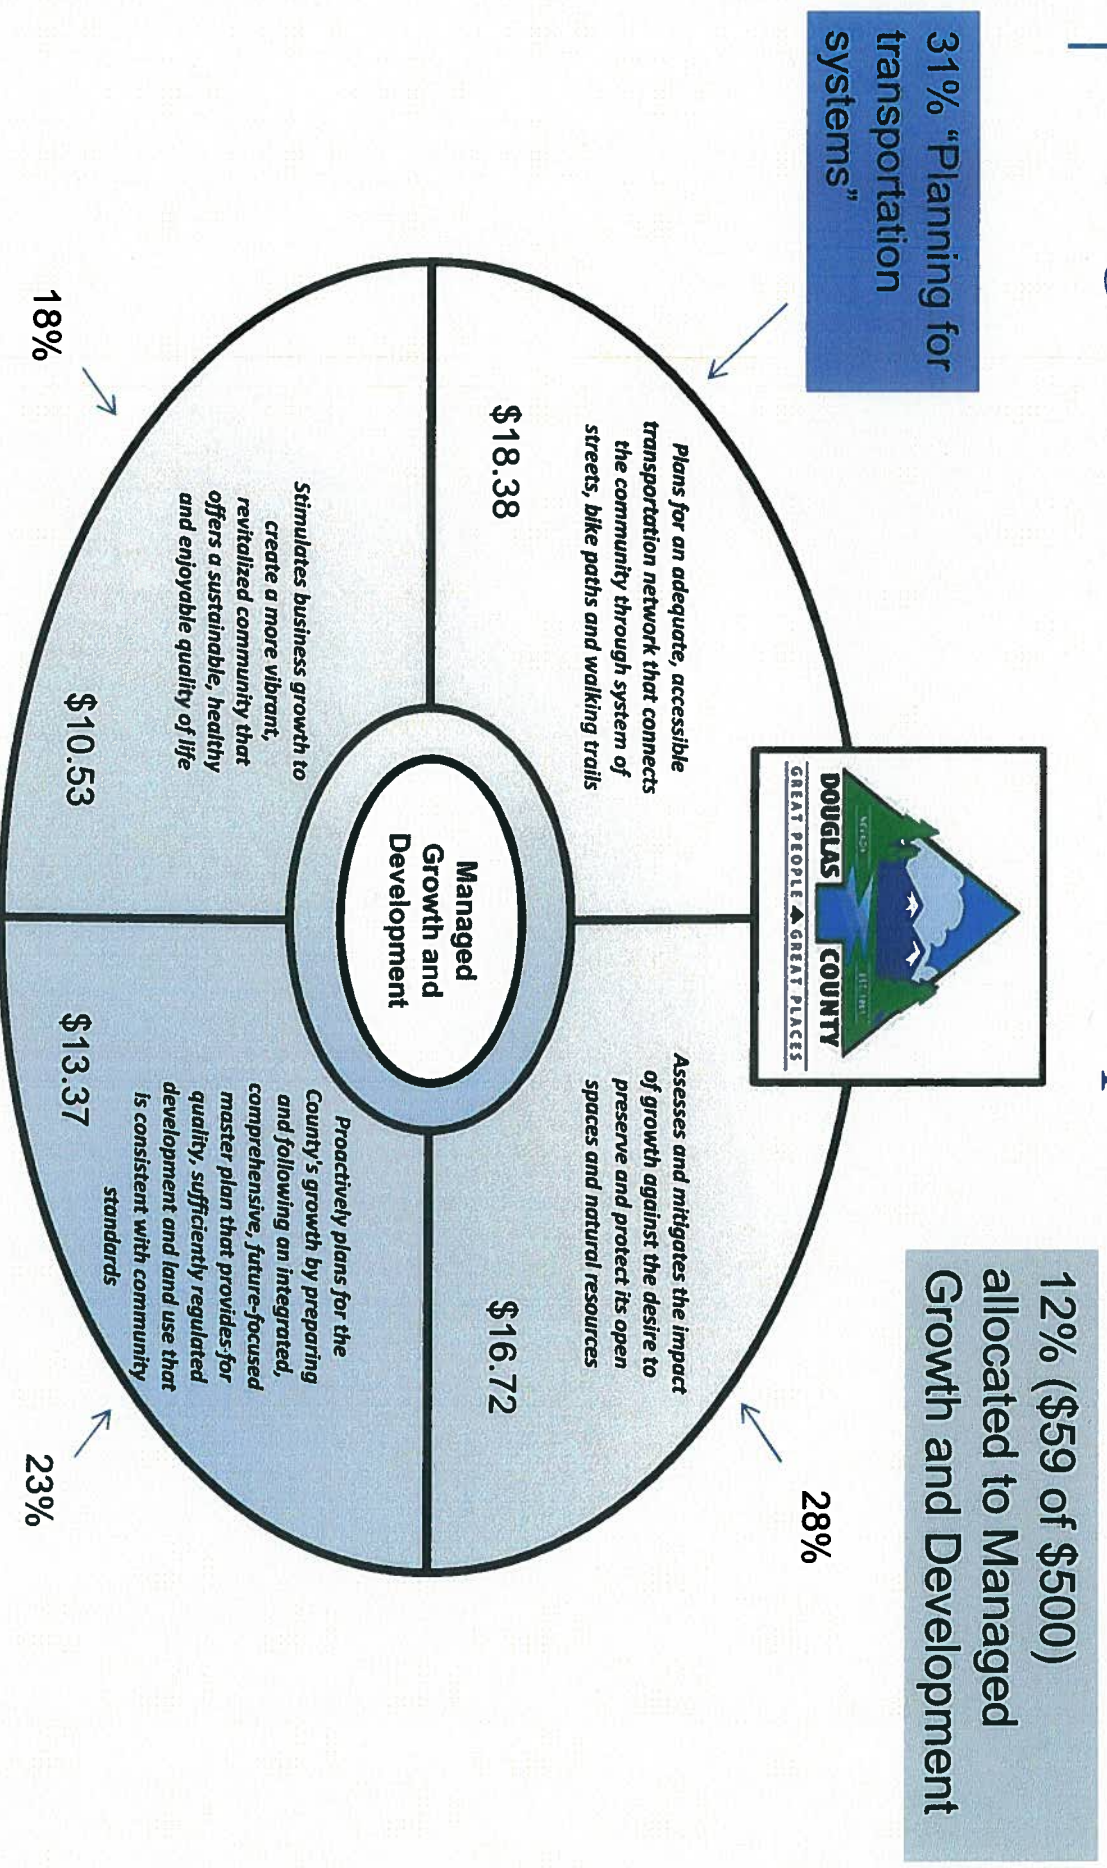 31% “Planning for
transportation
systems”
12% ($59 of $500)
allocated to Managed
Growth and Development
DOUGLAS COUNTY
GREAT PEOPLE GREAT PLACES
Plans for an adequate, accessible
transportation network that connects
the community through system of
streets, bike paths and walking trails
$18.38
Assesses and mitigates the impact
of growth against the desire to
preserve and protect its open
spaces and natural resources
$16.72
28%
Managed
Growth and
Development
Stimulates business growth to
create a more vibrant,
revitalized community that
offers a sustainable, healthy
and enjoyable quality of life
$10.53
18%
Proactively plans for the
County's growth by preparing
and following an integrated,
comprehensive, future-focused
master plan that provides-for
quality, sufficiently regulated
development and land use that
is consistent with community
standards
$13.37
23%